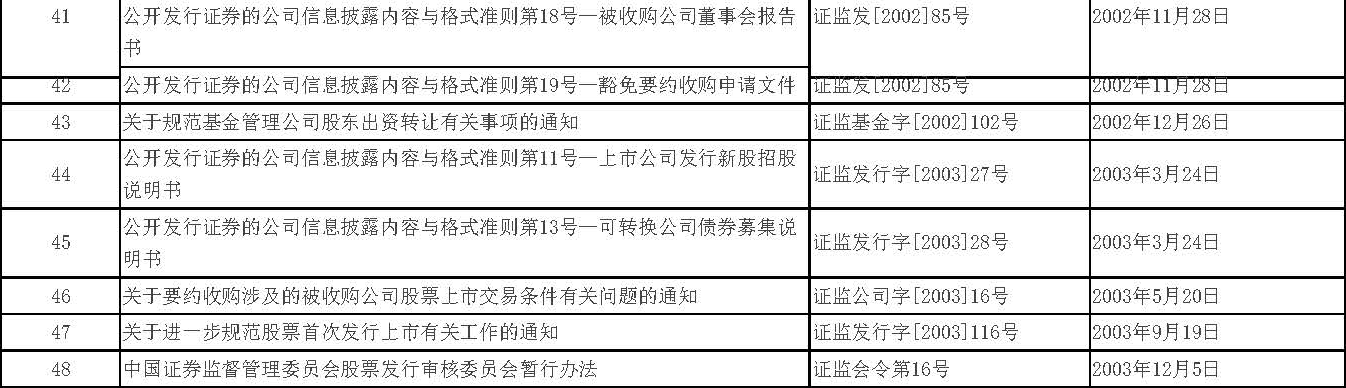 41 公开发行证券的公司信息披露内容与格式准则第18号—被收购公司董事会报告 证监发[2002]85号 2002年11月28日
书
42 公开发行证券的公司信息披露内容与格式准则第19号—豁免要约收购申请文件 证监发[2002]85号 2002年11月28日
43 关于规范基金管理公司股东出资转让有关事项的通知 证监基金字[2002]102号 2002年12月26日
公开发行证券的公司信息披露内容与格式准则第11号—上市公司发行新股招股
44 证监发行字[2003]27号 2003年3月24日
说明书
公开发行证券的公司信息披露内容与格式准则第13号—可转换公司债券募集说
45 证监发行字[2003]28号 2003年3月24日
明书
46 关于要约收购涉及的被收购公司股票上市交易条件有关问题的通知 证监公司字[2003]16号 2003年5月20日
47 关于进一步规范股票首次发行上市有关工作的通知 证监发行字[2003]116号 2003年9月19日
48 中国证券监督管理委员会股票发行审核委员会暂行办法 证监会令第16号 2003年12月5日